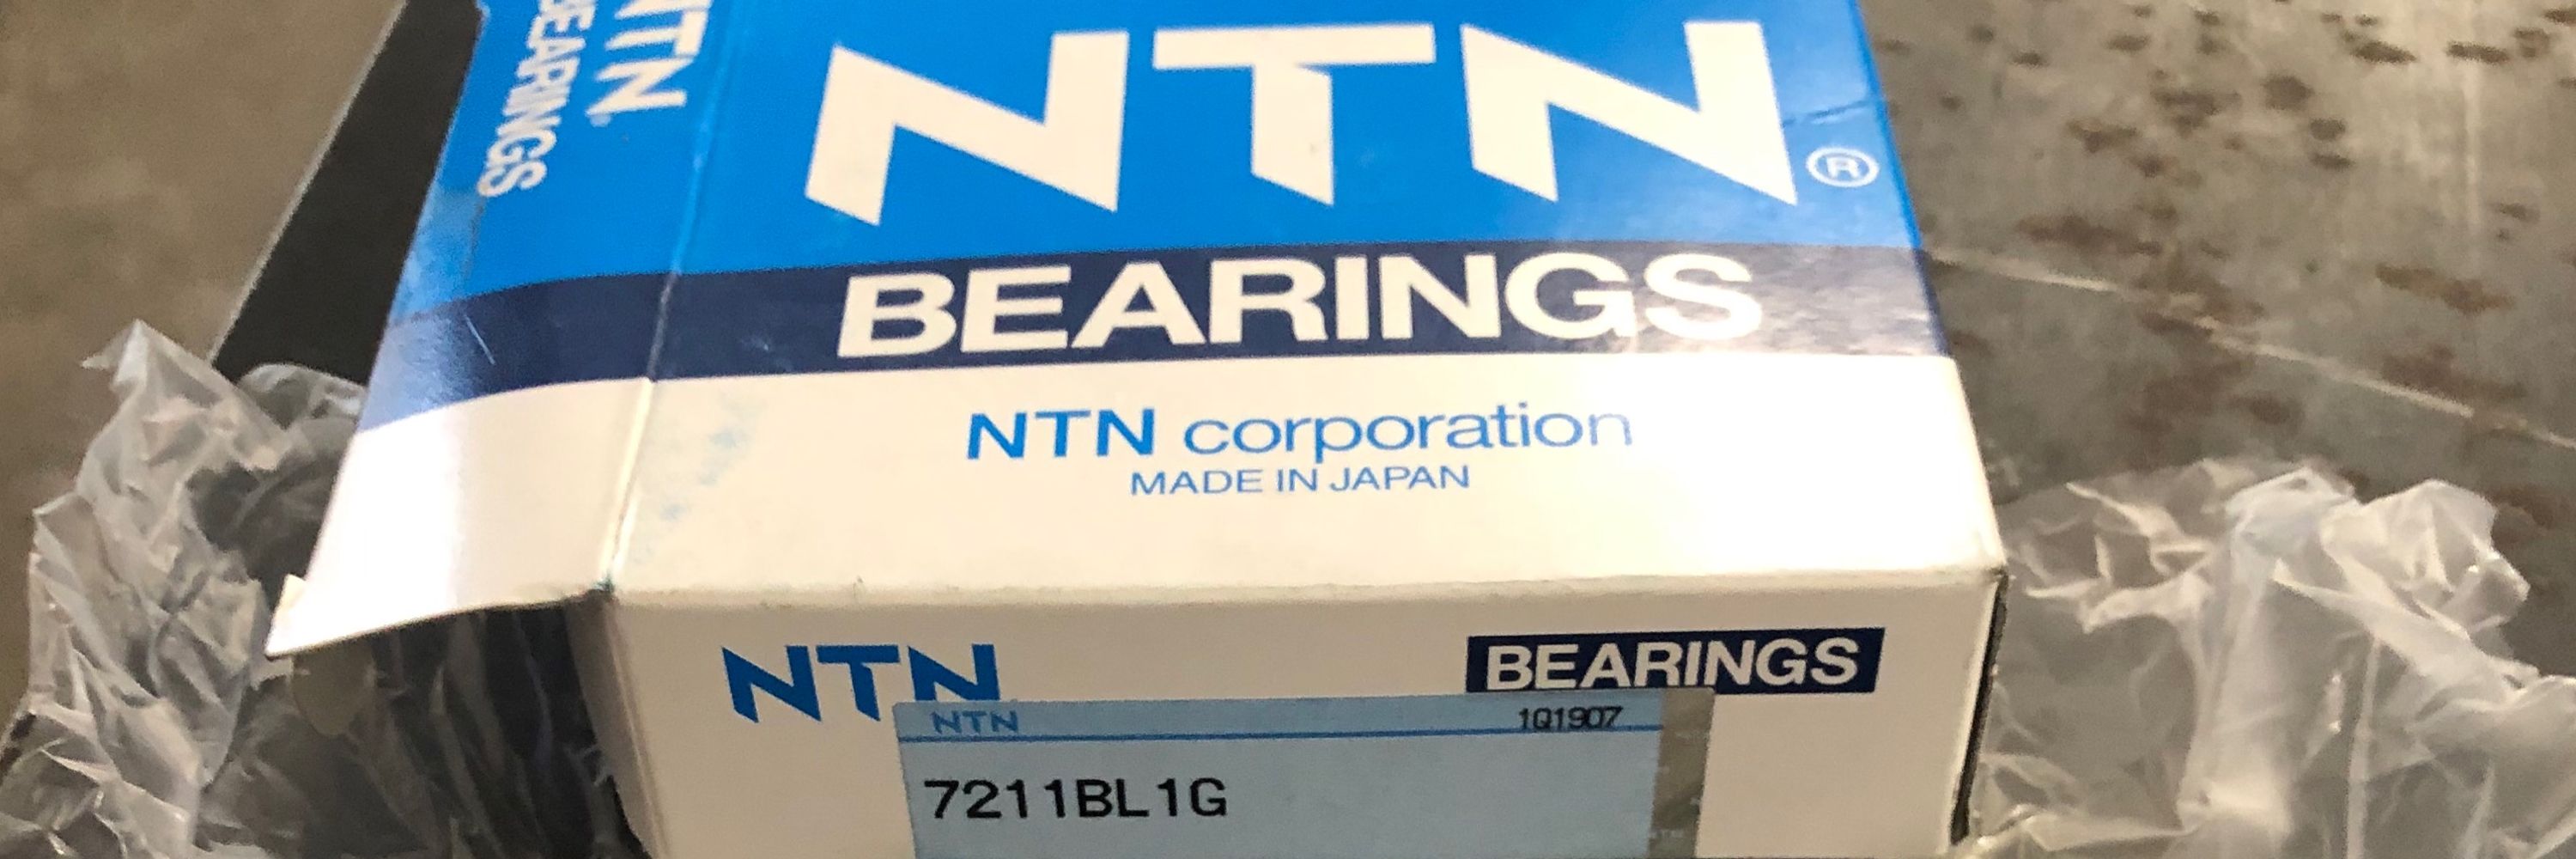 NTN
BEARINGS
NTN®
BEARINGS
NTN corporation
MADE IN JAPAN
NTN BEARINGS
NTN 1Q1907
7211BL1G